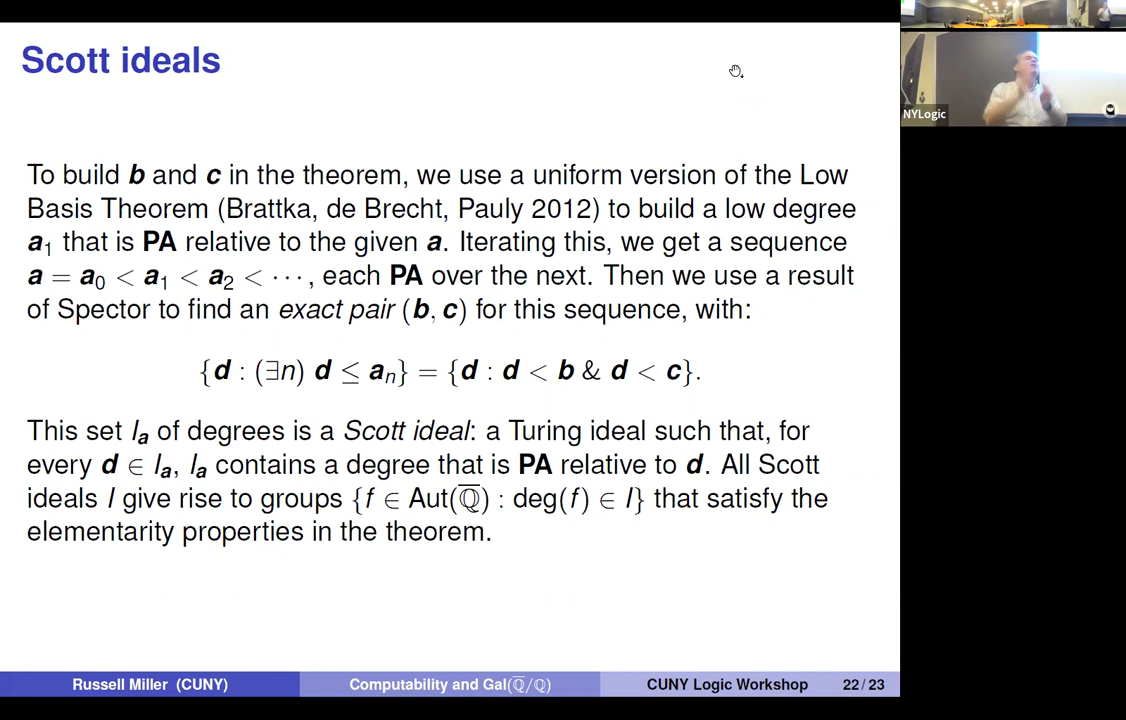 Scott ideals
NYLogic
To build b and c in the theorem, we use a uniform version of the Low
Basis Theorem (Brattka, de Brecht, Pauly 2012) to build a low degree
a₁ that is PA relative to the given a. Iterating this, we get a sequence
a = a₀ < a₁ < a₂ < ⋯, each PA over the next. Then we use a result
of Spector to find an exact pair (b, c) for this sequence, with:
{d : (∃n) d ≤ aₙ} = {d : d < b & d < c}.
This set Iₐ of degrees is a Scott ideal: a Turing ideal such that, for
every d ∈ Iₐ, Iₐ contains a degree that is PA relative to d. All Scott
ideals I give rise to groups {f ∈ Aut(ℚ̅) : deg(f) ∈ I} that satisfy the
elementarity properties in the theorem.
Russell Miller (CUNY) Computability and Gal(ℚ̅/ℚ) CUNY Logic Workshop 22 / 23